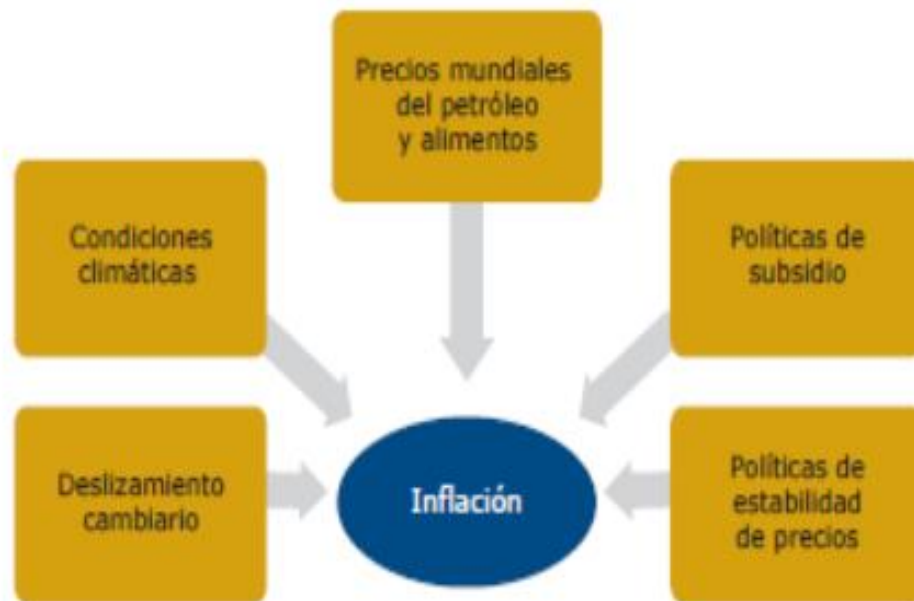 Precios mundiales
del petróleo
y alimentos
Condiciones
climáticas
Políticas de
subsidio
Deslizamiento
cambiario
Inflación
Políticas de
estabilidad
de precios